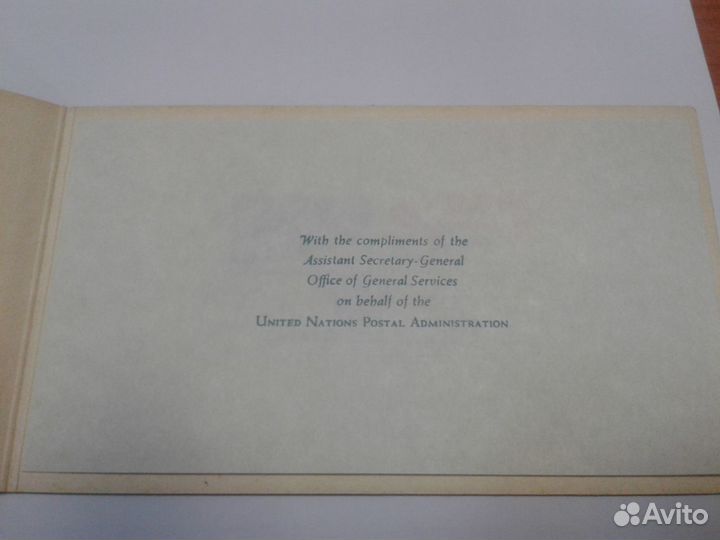 With the compliments of the
Assistant Secretary-General
Office of General Services
on behalf of the
UNITED NATIONS POSTAL ADMINISTRATION
Avito